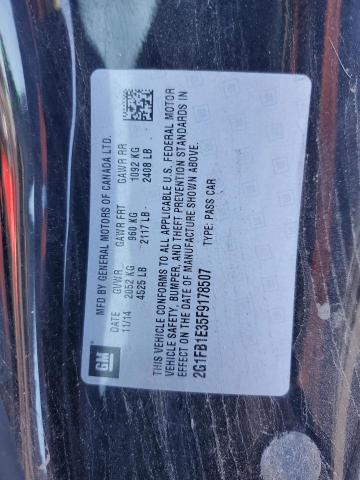 MFD BY GENERAL MOTORS OF CANADA LTD.
DATE GVWR GAWR FRT GAWR RR
11/14 2052 KG 960 KG 1092 KG
4525 LB 2117 LB 2408 LB
THIS VEHICLE CONFORMS TO ALL APPLICABLE U.S. FEDERAL MOTOR
VEHICLE SAFETY, BUMPER, AND THEFT PREVENTION STANDARDS IN
EFFECT ON THE DATE OF MANUFACTURE SHOWN ABOVE.
2G1FB1E35F9178507 TYPE: PASS CAR
GM